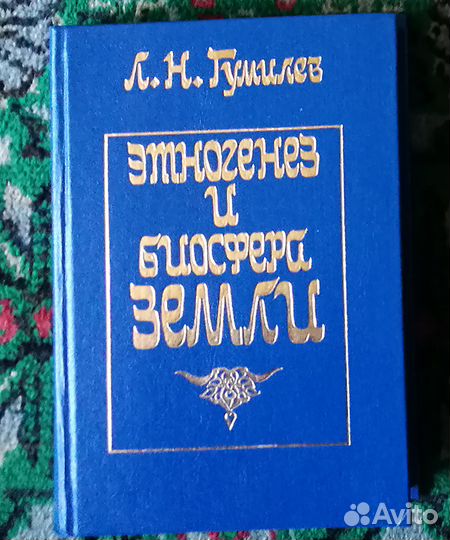 Л. Н. Гумилев
этногенез
и
биосфера
земли
Avito